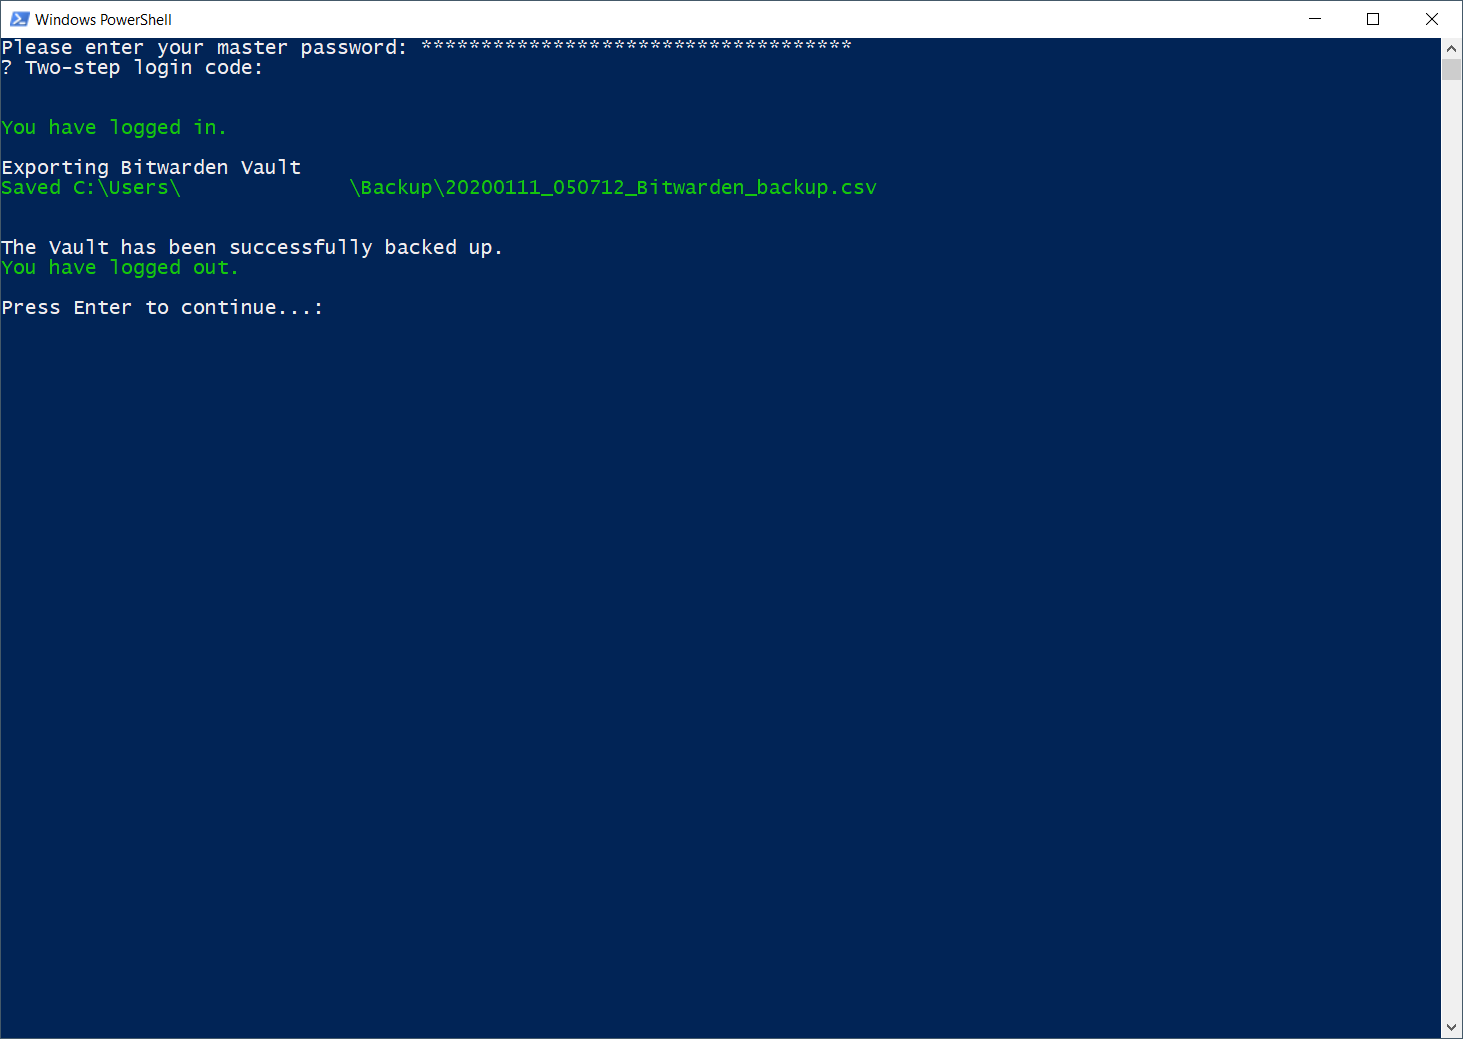 Windows PowerShell
Please enter your master password: ************************************
? Two-step login code:
You have logged in.
Exporting Bitwarden Vault
Saved C:\Users\              \Backup\20200111_050712_Bitwarden_backup.csv
The Vault has been successfully backed up.
You have logged out.
Press Enter to continue...: